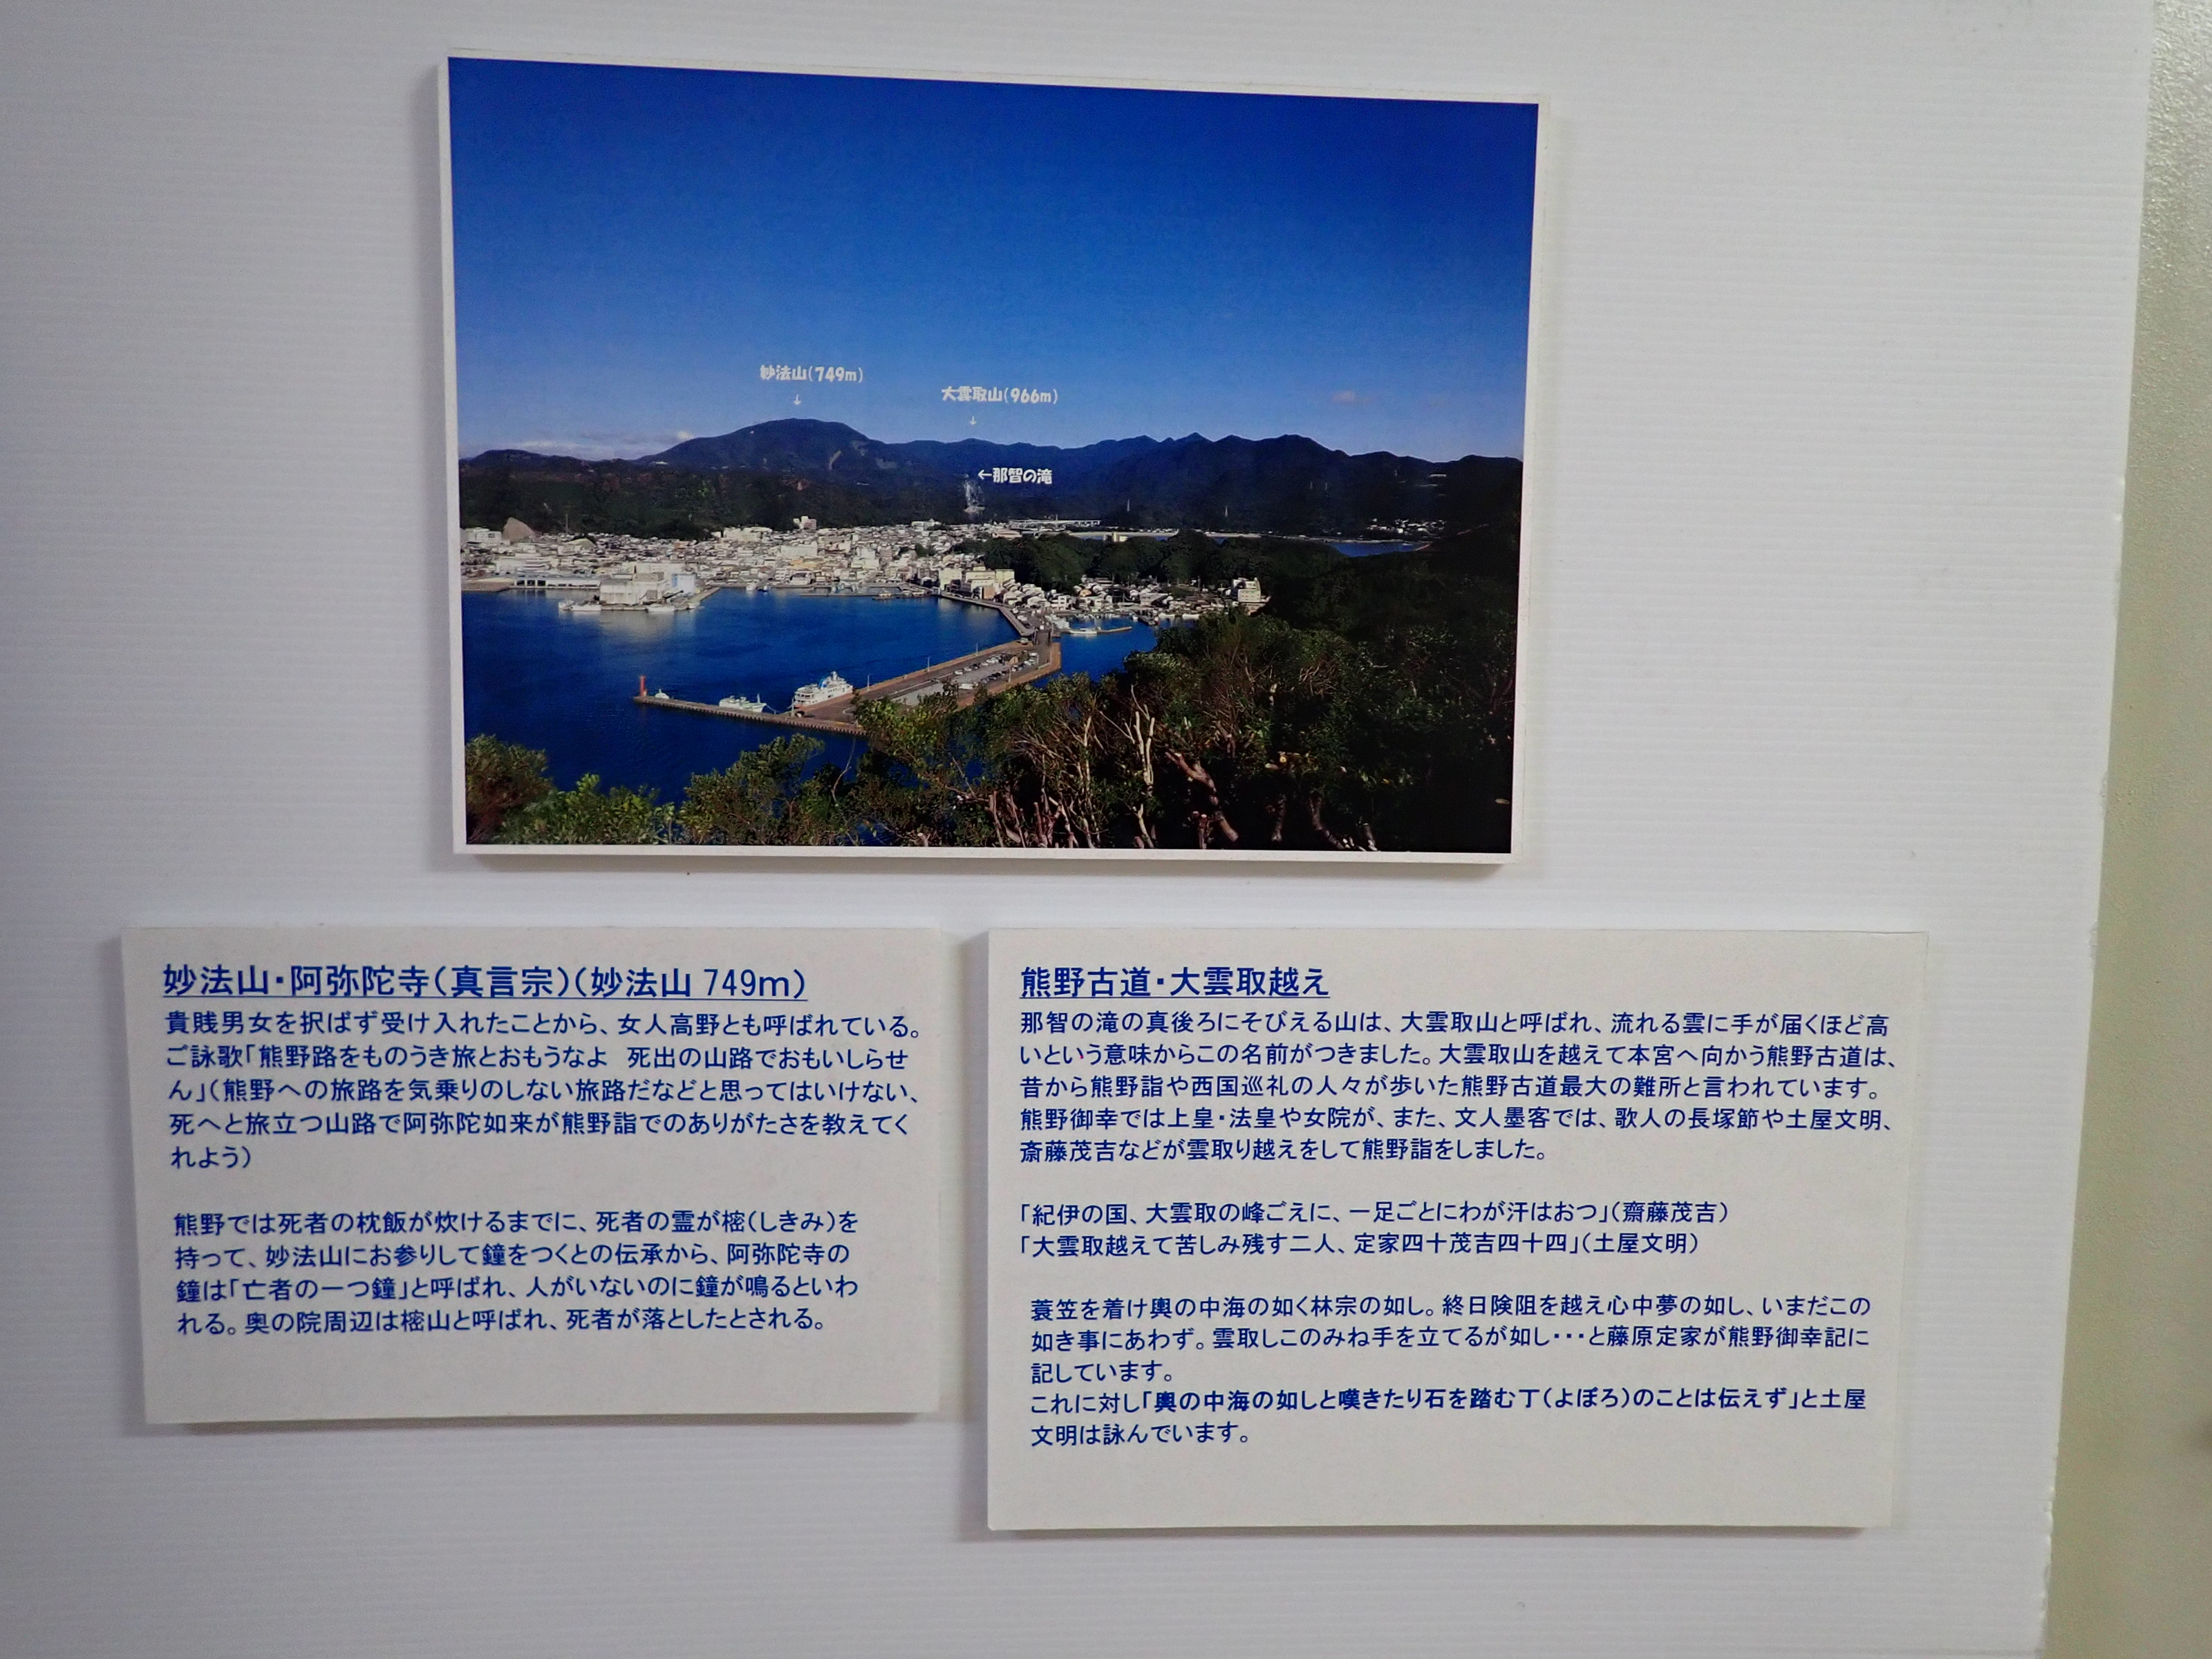 妙法山(749m)
↓
大雲取山(966m)
↓
←那智の滝
妙法山・阿弥陀寺(真言宗)(妙法山 749m)
貴賎男女を択ばず受け入れたことから、女人高野とも呼ばれている。
ご詠歌「熊野路をものうき旅とおもうなよ　死出の山路でおもいしらせ
ん」(熊野への旅路を気乗りのしない旅路だなどと思ってはいけない、
死へと旅立つ山路で阿弥陀如来が熊野詣でのありがたさを教えてく
れよう)
熊野では死者の枕飯が炊けるまでに、死者の霊が樒(しきみ)を
持って、妙法山にお参りして鐘をつくとの伝承から、阿弥陀寺の
鐘は「亡者の一つ鐘」と呼ばれ、人がいないのに鐘が鳴るといわ
れる。奥の院周辺は樒山と呼ばれ、死者が落としたとされる。
熊野古道・大雲取越え
那智の滝の真後ろにそびえる山は、大雲取山と呼ばれ、流れる雲に手が届くほど高
いという意味からこの名前がつきました。大雲取山を越えて本宮へ向かう熊野古道は、
昔から熊野詣や西国巡礼の人々が歩いた熊野古道最大の難所と言われています。
熊野御幸では上皇・法皇や女院が、また、文人墨客では、歌人の長塚節や土屋文明、
斎藤茂吉などが雲取り越えをして熊野詣をしました。
「紀伊の国、大雲取の峰ごえに、一足ごとにわが汗はおつ」(齋藤茂吉)
「大雲取越えて苦しみ残す二人、定家四十茂吉四十四」(土屋文明)
蓑笠を着け輿の中海の如く林宗の如し。終日険阻を越え心中夢の如し、いまだこの
如き事にあわず。雲取しこのみね手を立てるが如し・・・と藤原定家が熊野御幸記に
記しています。
これに対し「輿の中海の如しと嘆きたり石を踏む丁(よぼろ)のことは伝えず」と土屋
文明は詠んでいます。